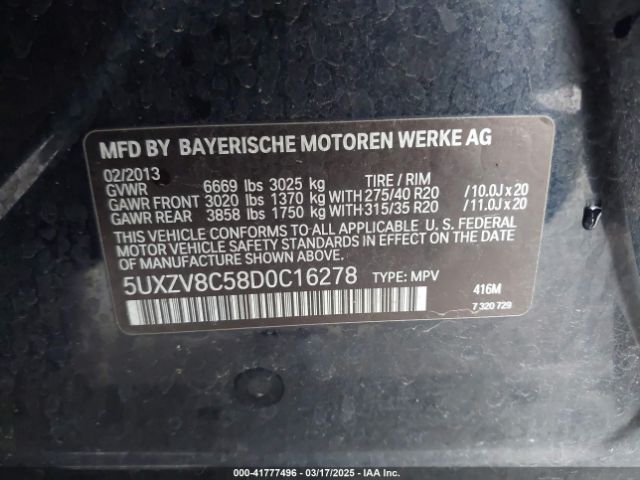 MFD BY BAYERISCHE MOTOREN WERKE AG
02/2013
GVWR 6669 lbs 3025 kg TIRE / RIM
GAWR FRONT 3020 lbs 1370 kg WITH 275/40 R20 /10.0J x 20
GAWR REAR 3858 lbs 1750 kg WITH 315/35 R20 /11.0J x 20
THIS VEHICLE CONFORMS TO ALL APPLICABLE U. S. FEDERAL
MOTOR VEHICLE SAFETY STANDARDS IN EFFECT ON THE DATE
OF MANUFACTURE SHOWN ABOVE.
5UXZV8C58D0C16278 TYPE: MPV 416M
7 320 729
000-41777496 - 03/17/2025 - IAA Inc.